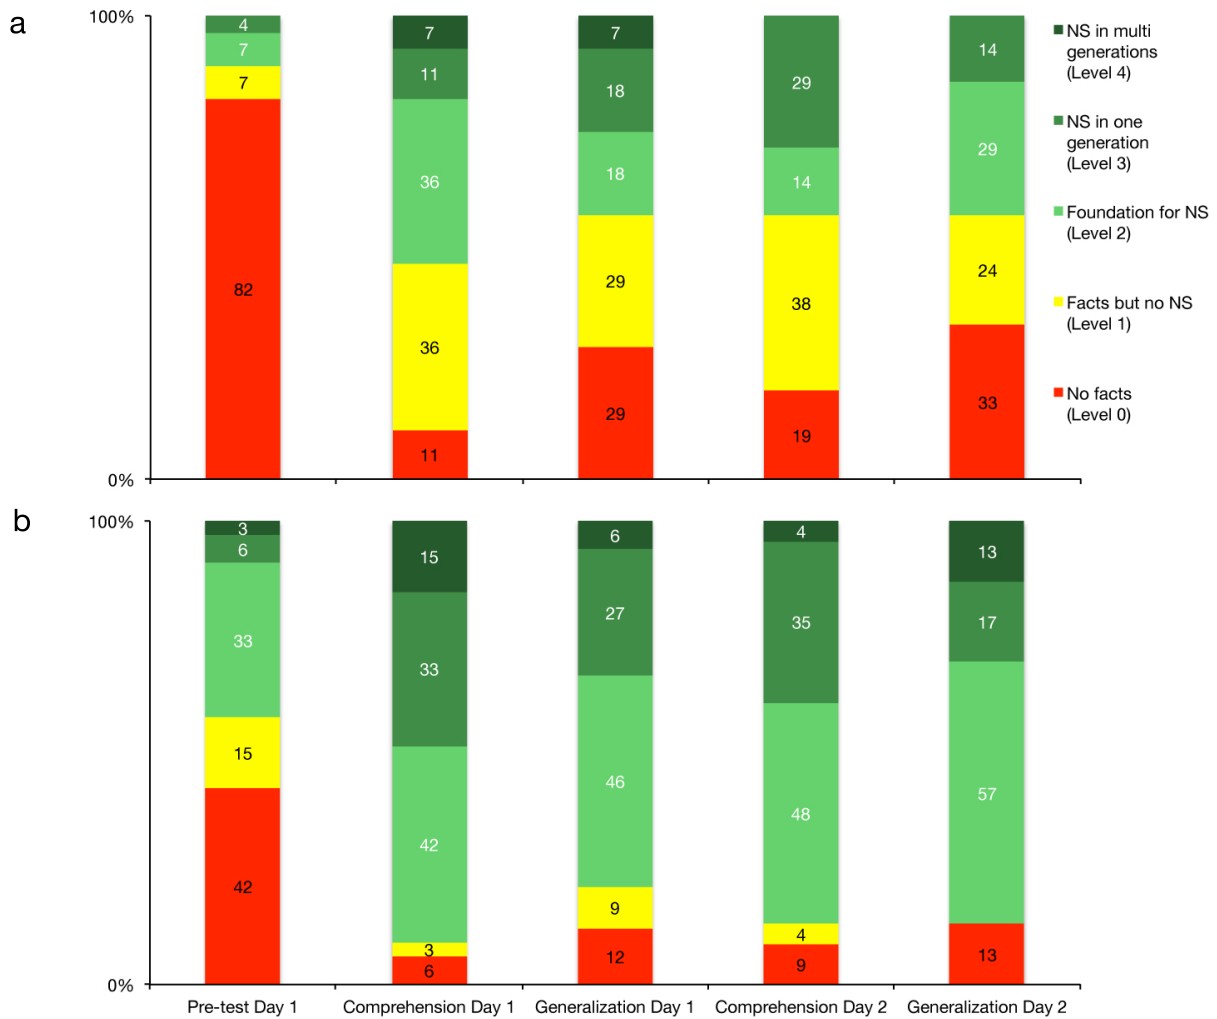 a
100%
4
7
7
82
7
11
36
36
11
7
18
18
29
29
29
14
38
19
14
29
24
33
0%
NS in multi
generations
(Level 4)
NS in one
generation
(Level 3)
Foundation for NS
(Level 2)
Facts but no NS
(Level 1)
No facts
(Level 0)
b
100%
3
6
33
15
42
15
33
42
3
6
6
27
46
9
12
4
35
48
4
9
13
17
57
13
0%
Pre-test Day 1
Comprehension Day 1
Generalization Day 1
Comprehension Day 2
Generalization Day 2